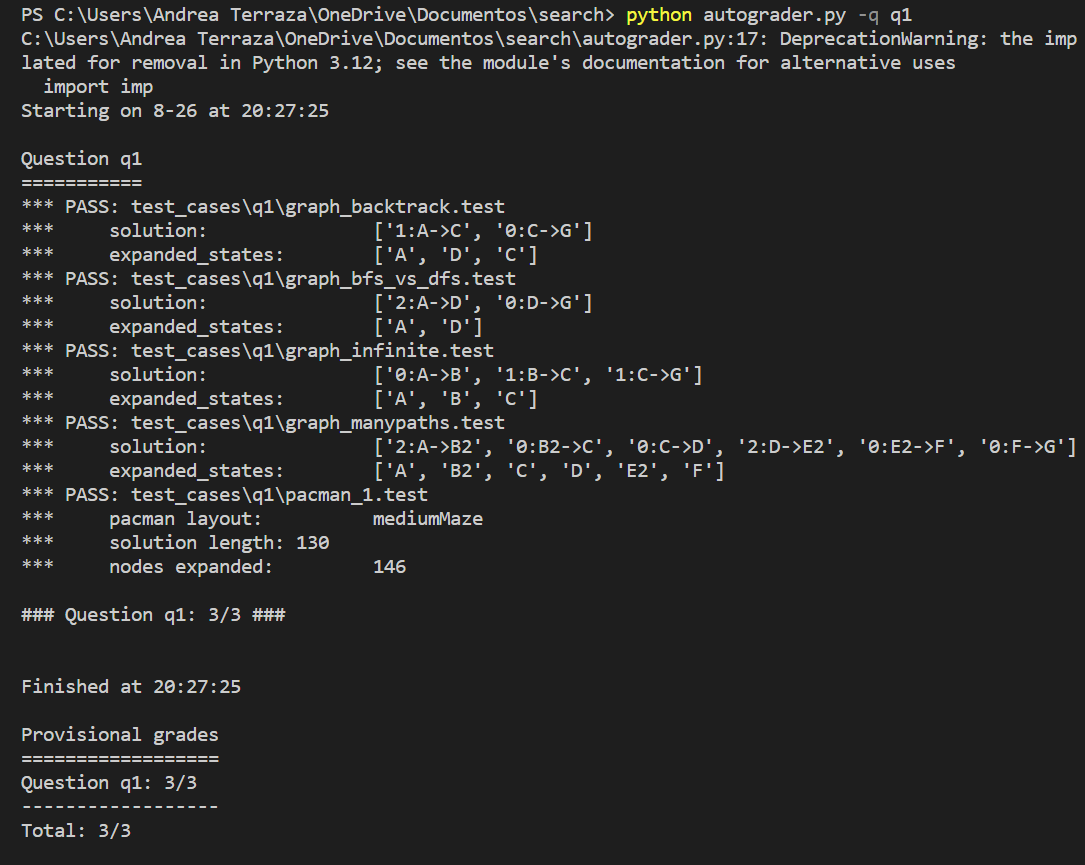 PS C:\Users\Andrea Terraza\OneDrive\Documentos\search> python autograder.py -q q1
C:\Users\Andrea Terraza\OneDrive\Documentos\search\autograder.py:17: DeprecationWarning: the imp
lated for removal in Python 3.12; see the module's documentation for alternative uses
  import imp
Starting on 8-26 at 20:27:25

Question q1
===========
*** PASS: test_cases\q1\graph_backtrack.test
***     solution:               ['1:A->C', '0:C->G']
***     expanded_states:        ['A', 'D', 'C']
*** PASS: test_cases\q1\graph_bfs_vs_dfs.test
***     solution:               ['2:A->D', '0:D->G']
***     expanded_states:        ['A', 'D']
*** PASS: test_cases\q1\graph_infinite.test
***     solution:               ['0:A->B', '1:B->C', '1:C->G']
***     expanded_states:        ['A', 'B', 'C']
*** PASS: test_cases\q1\graph_manypaths.test
***     solution:               ['2:A->B2', '0:B2->C', '0:C->D', '2:D->E2', '0:E2->F', '0:F->G']
***     expanded_states:        ['A', 'B2', 'C', 'D', 'E2', 'F']
*** PASS: test_cases\q1\pacman_1.test
***     pacman layout:          mediumMaze
***     solution length: 130
***     nodes expanded:         146

### Question q1: 3/3 ###


Finished at 20:27:25

Provisional grades
==================
Question q1: 3/3
------------------
Total: 3/3